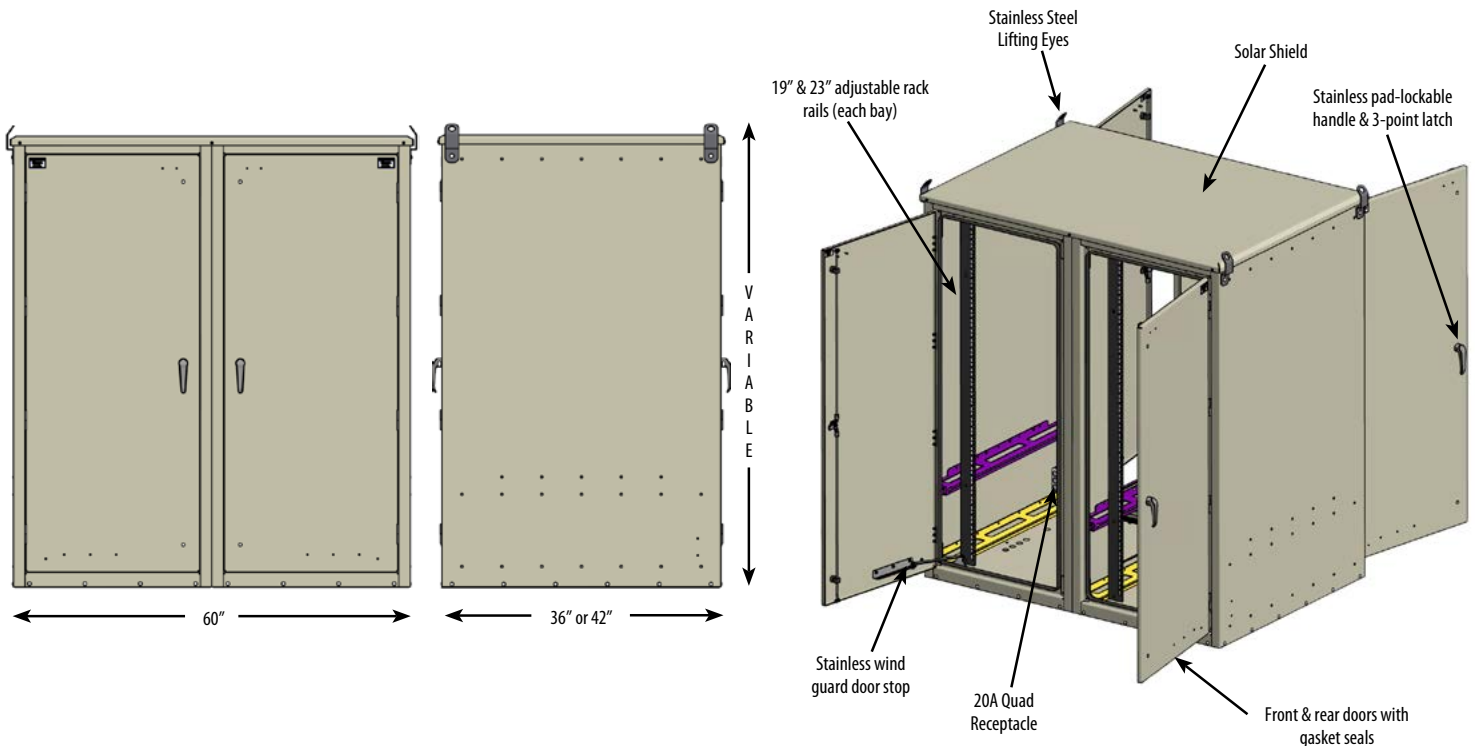 Stainless Steel
Lifting Eyes
Solar Shield
19” & 23” adjustable rack
rails (each bay)
Stainless pad-lockable
handle & 3-point latch
V
A
R
I
A
B
L
E
60”
36” or 42”
Stainless wind
guard door stop
20A Quad
Receptacle
Front & rear doors with
gasket seals